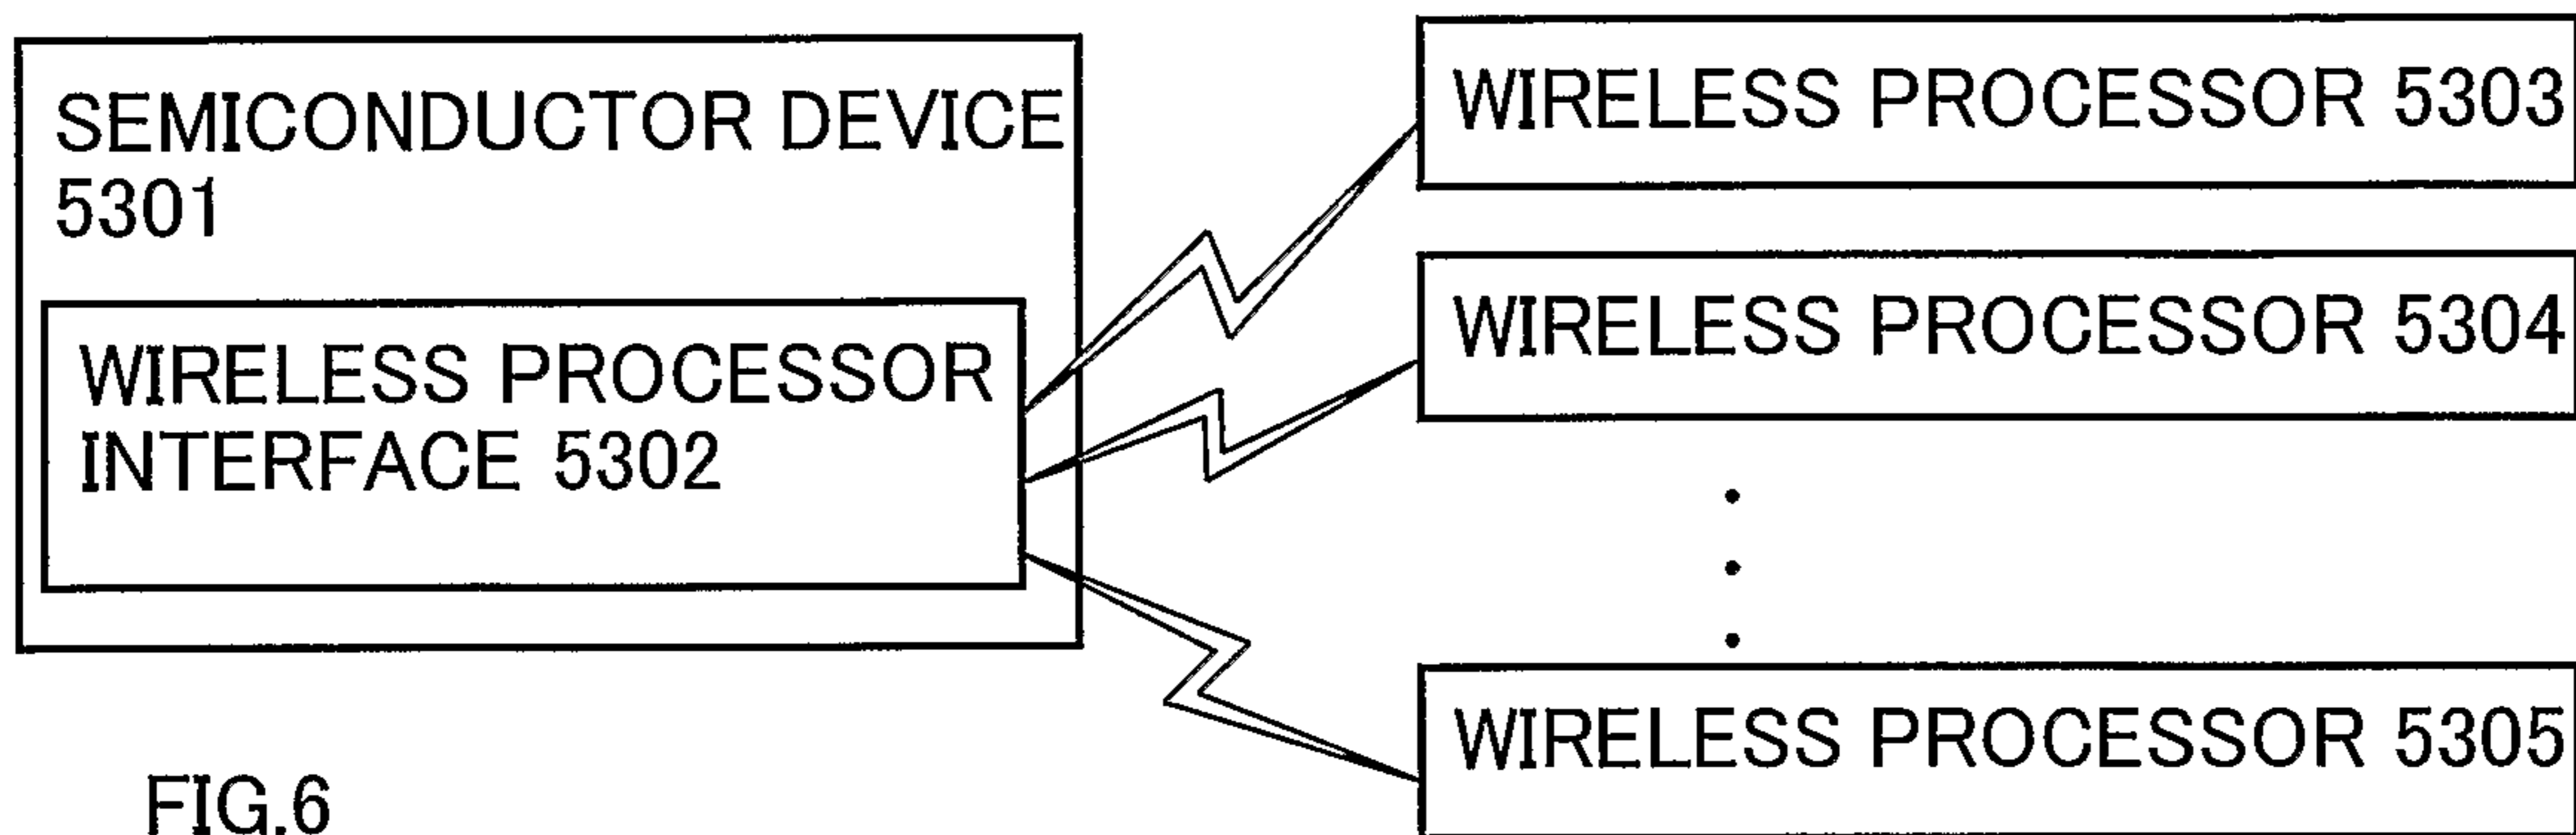 SEMICONDUCTOR DEVICE
5301
WIRELESS PROCESSOR
INTERFACE 5302
WIRELESS PROCESSOR 5303
WIRELESS PROCESSOR 5304
WIRELESS PROCESSOR 5305
FIG.6